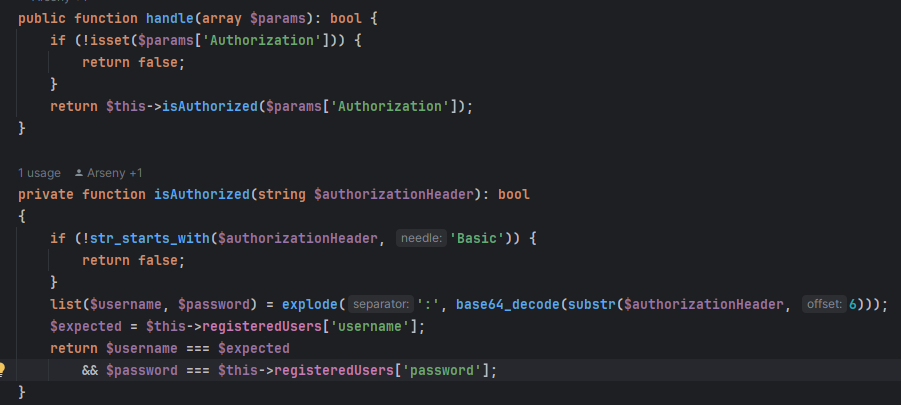 Arseny +1
public function handle(array $params): bool {
    if (!isset($params['Authorization'])) {
        return false;
    }
    return $this->isAuthorized($params['Authorization']);
}
1 usage Arseny +1
private function isAuthorized(string $authorizationHeader): bool
{
    if (!str_starts_with($authorizationHeader, needle: 'Basic')) {
        return false;
    }
    list($username, $password) = explode( separator: ':', base64_decode(substr($authorizationHeader, offset: 6)));
    $expected = $this->registeredUsers['username'];
    return $username === $expected
        && $password === $this->registeredUsers['password'];
}